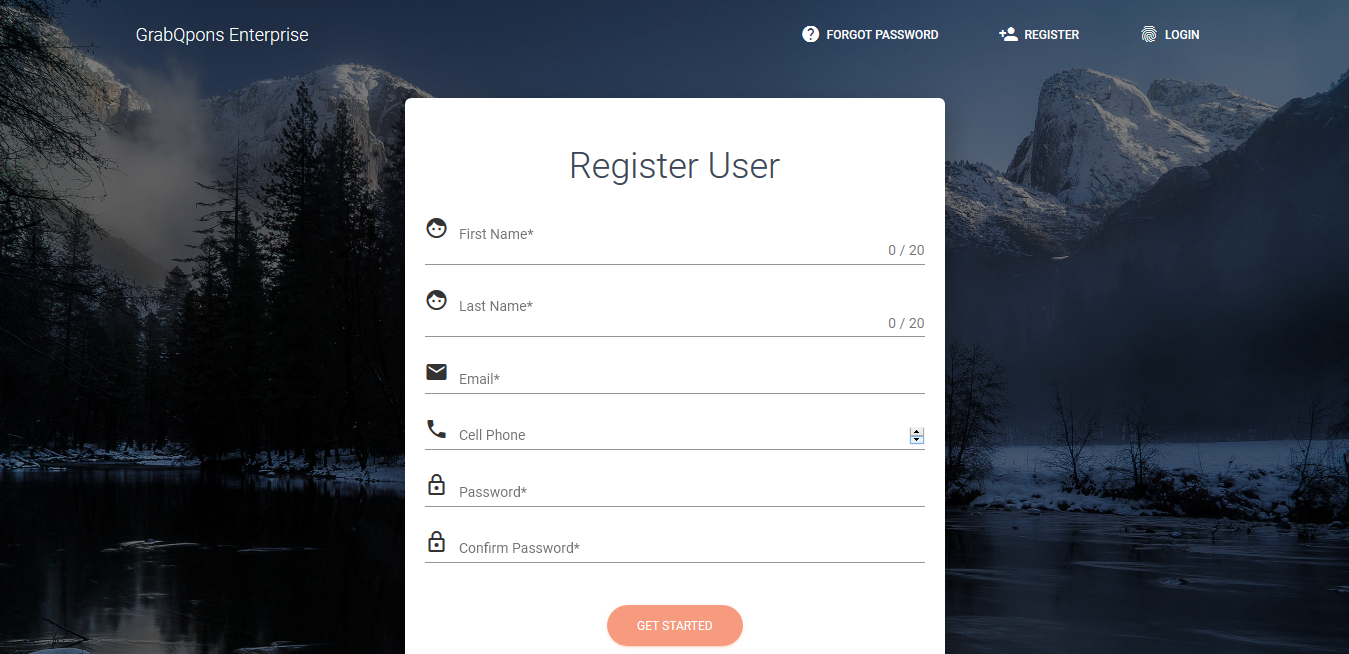 GrabQpons Enterprise
FORGOT PASSWORD
REGISTER
LOGIN
Register User
First Name*
0 / 20
Last Name*
0 / 20
Email*
Cell Phone
Password*
Confirm Password*
GET STARTED